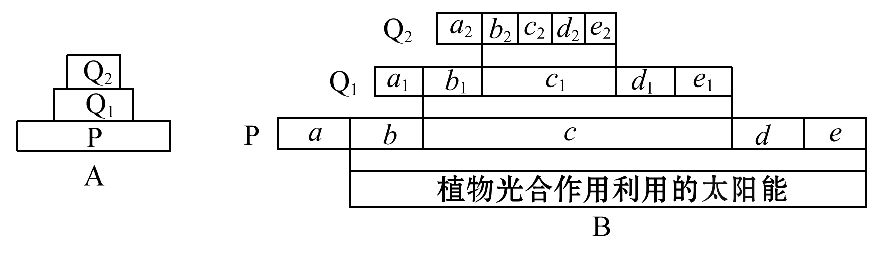 Q₂
Q₁
P
A
Q₂ a₂ b₂ c₂ d₂ e₂
Q₁ a₁ b₁ c₁ d₁ e₁
P a b c d e
植物光合作用利用的太阳能
B